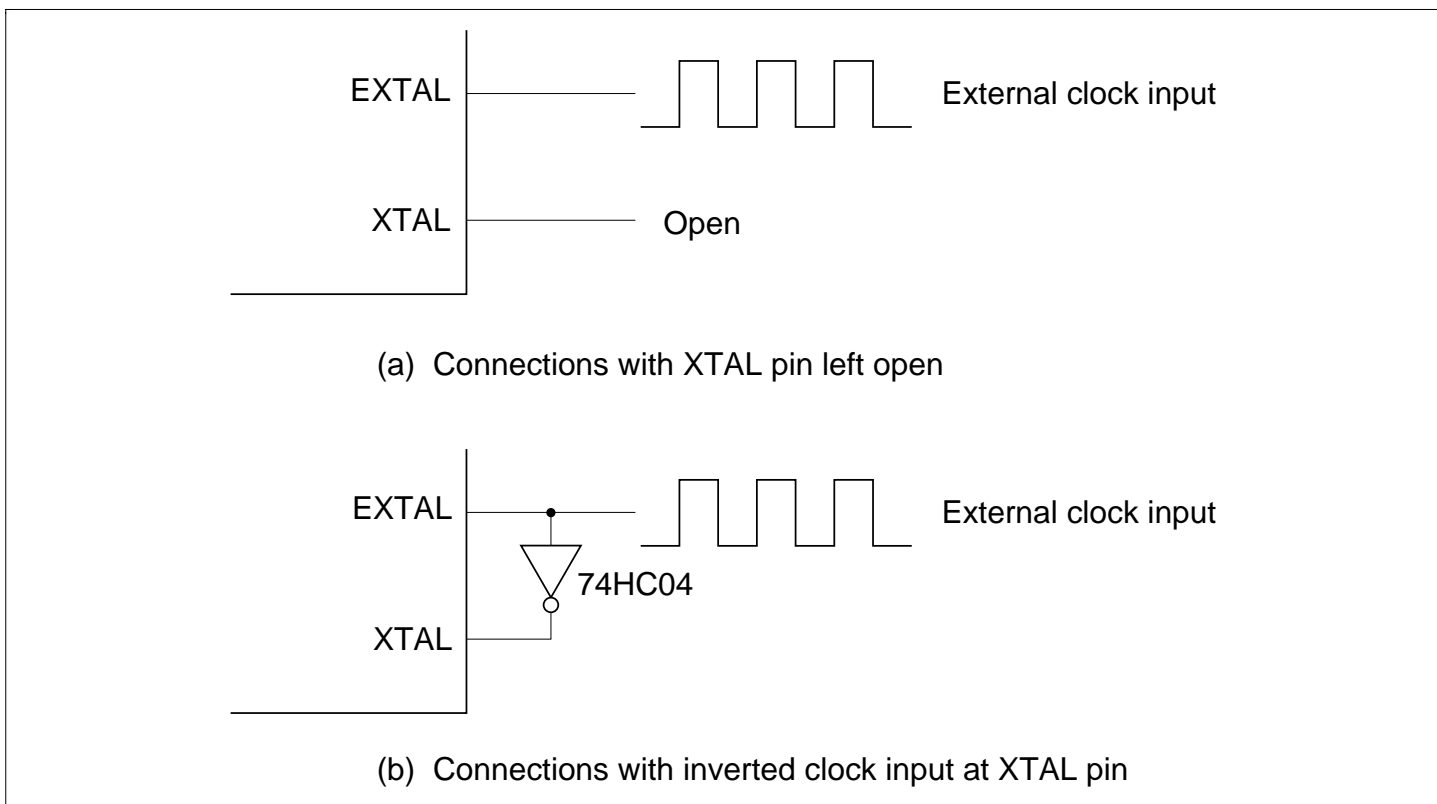 EXTAL
External clock input
XTAL
Open
(a) Connections with XTAL pin left open
EXTAL
External clock input
74HC04
XTAL
(b) Connections with inverted clock input at XTAL pin